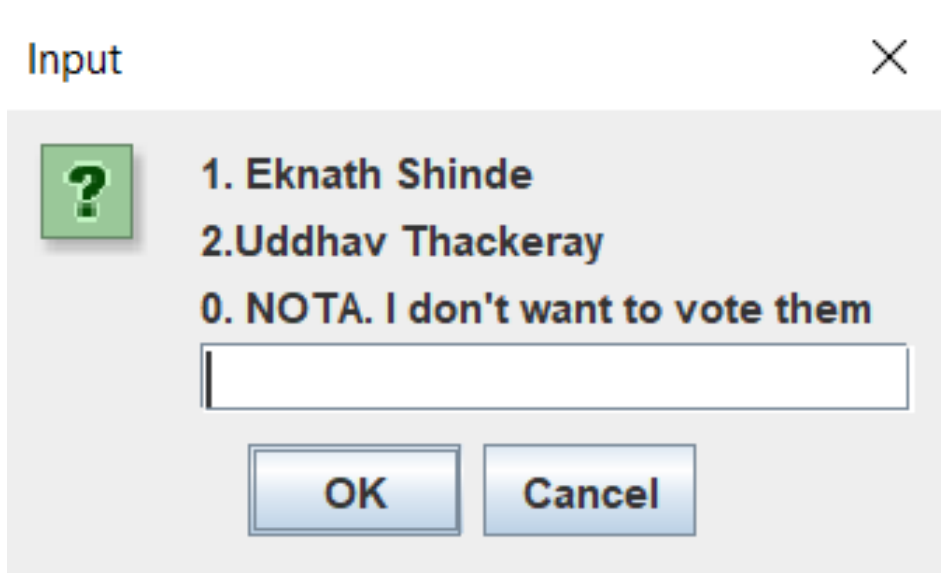 Input
1. Eknath Shinde
2.Uddhav Thackeray
0. NOTA. I don't want to vote them
OK Cancel